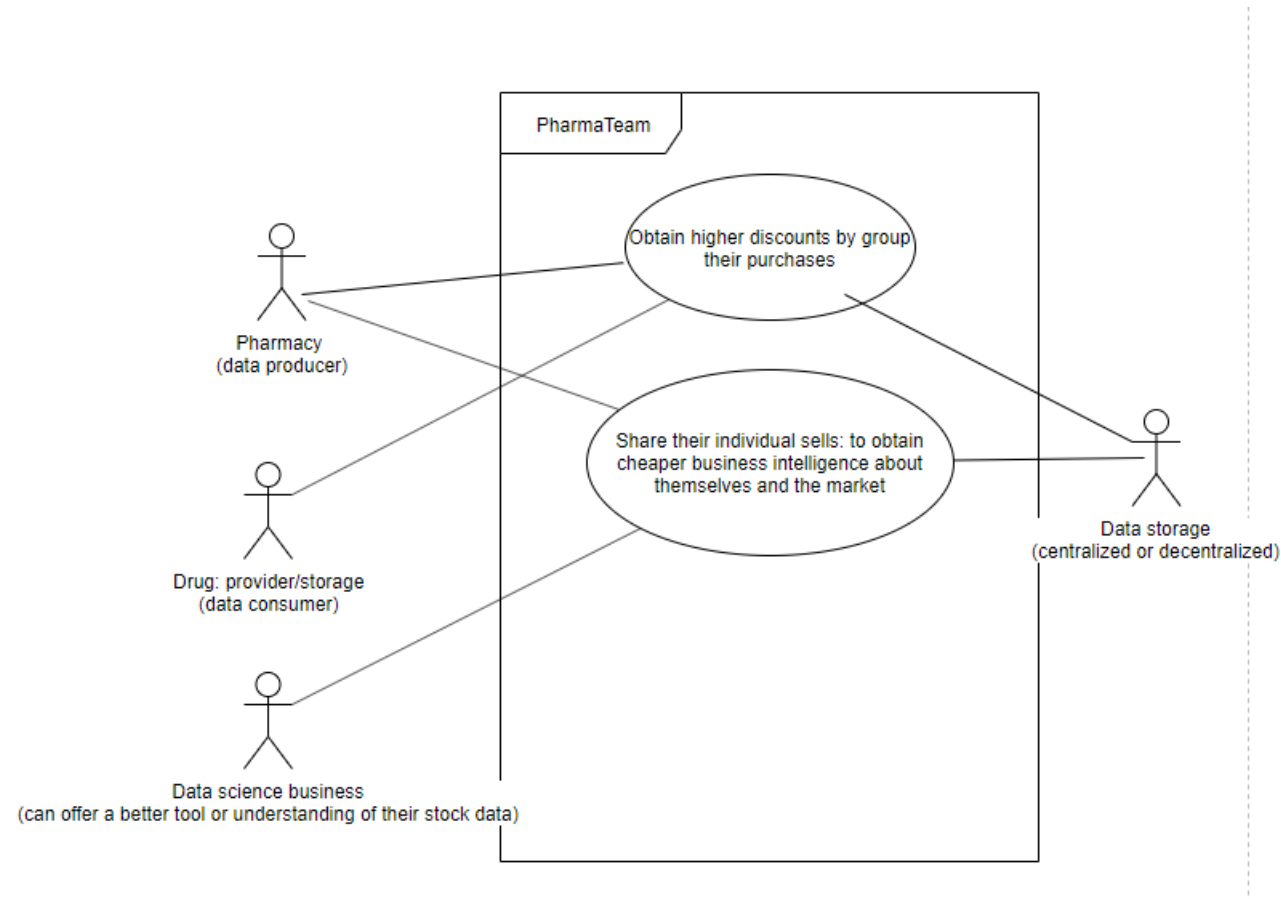 PharmaTeam
Obtain higher discounts by group
their purchases
Pharmacy
(data producer)
Share their individual sells: to obtain
cheaper business intelligence about
themselves and the market
Data storage
(centralized or decentralized)
Drug: provider/storage
(data consumer)
Data science business
(can offer a better tool or understanding of their stock data)